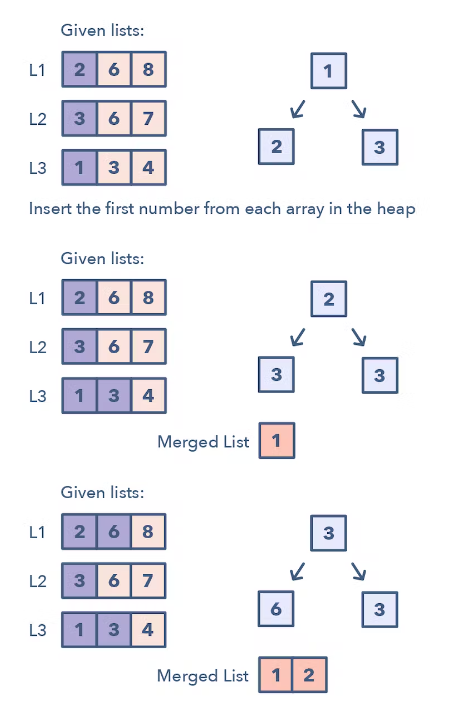 Given lists:
L1 2 6 8
1
L2 3 6 7
2 3
L3 1 3 4
Insert the first number from each array in the heap
Given lists:
L1 2 6 8
2
L2 3 6 7
3 3
L3 1 3 4
Merged List 1
Given lists:
L1 2 6 8
3
L2 3 6 7
6 3
L3 1 3 4
Merged List 1 2